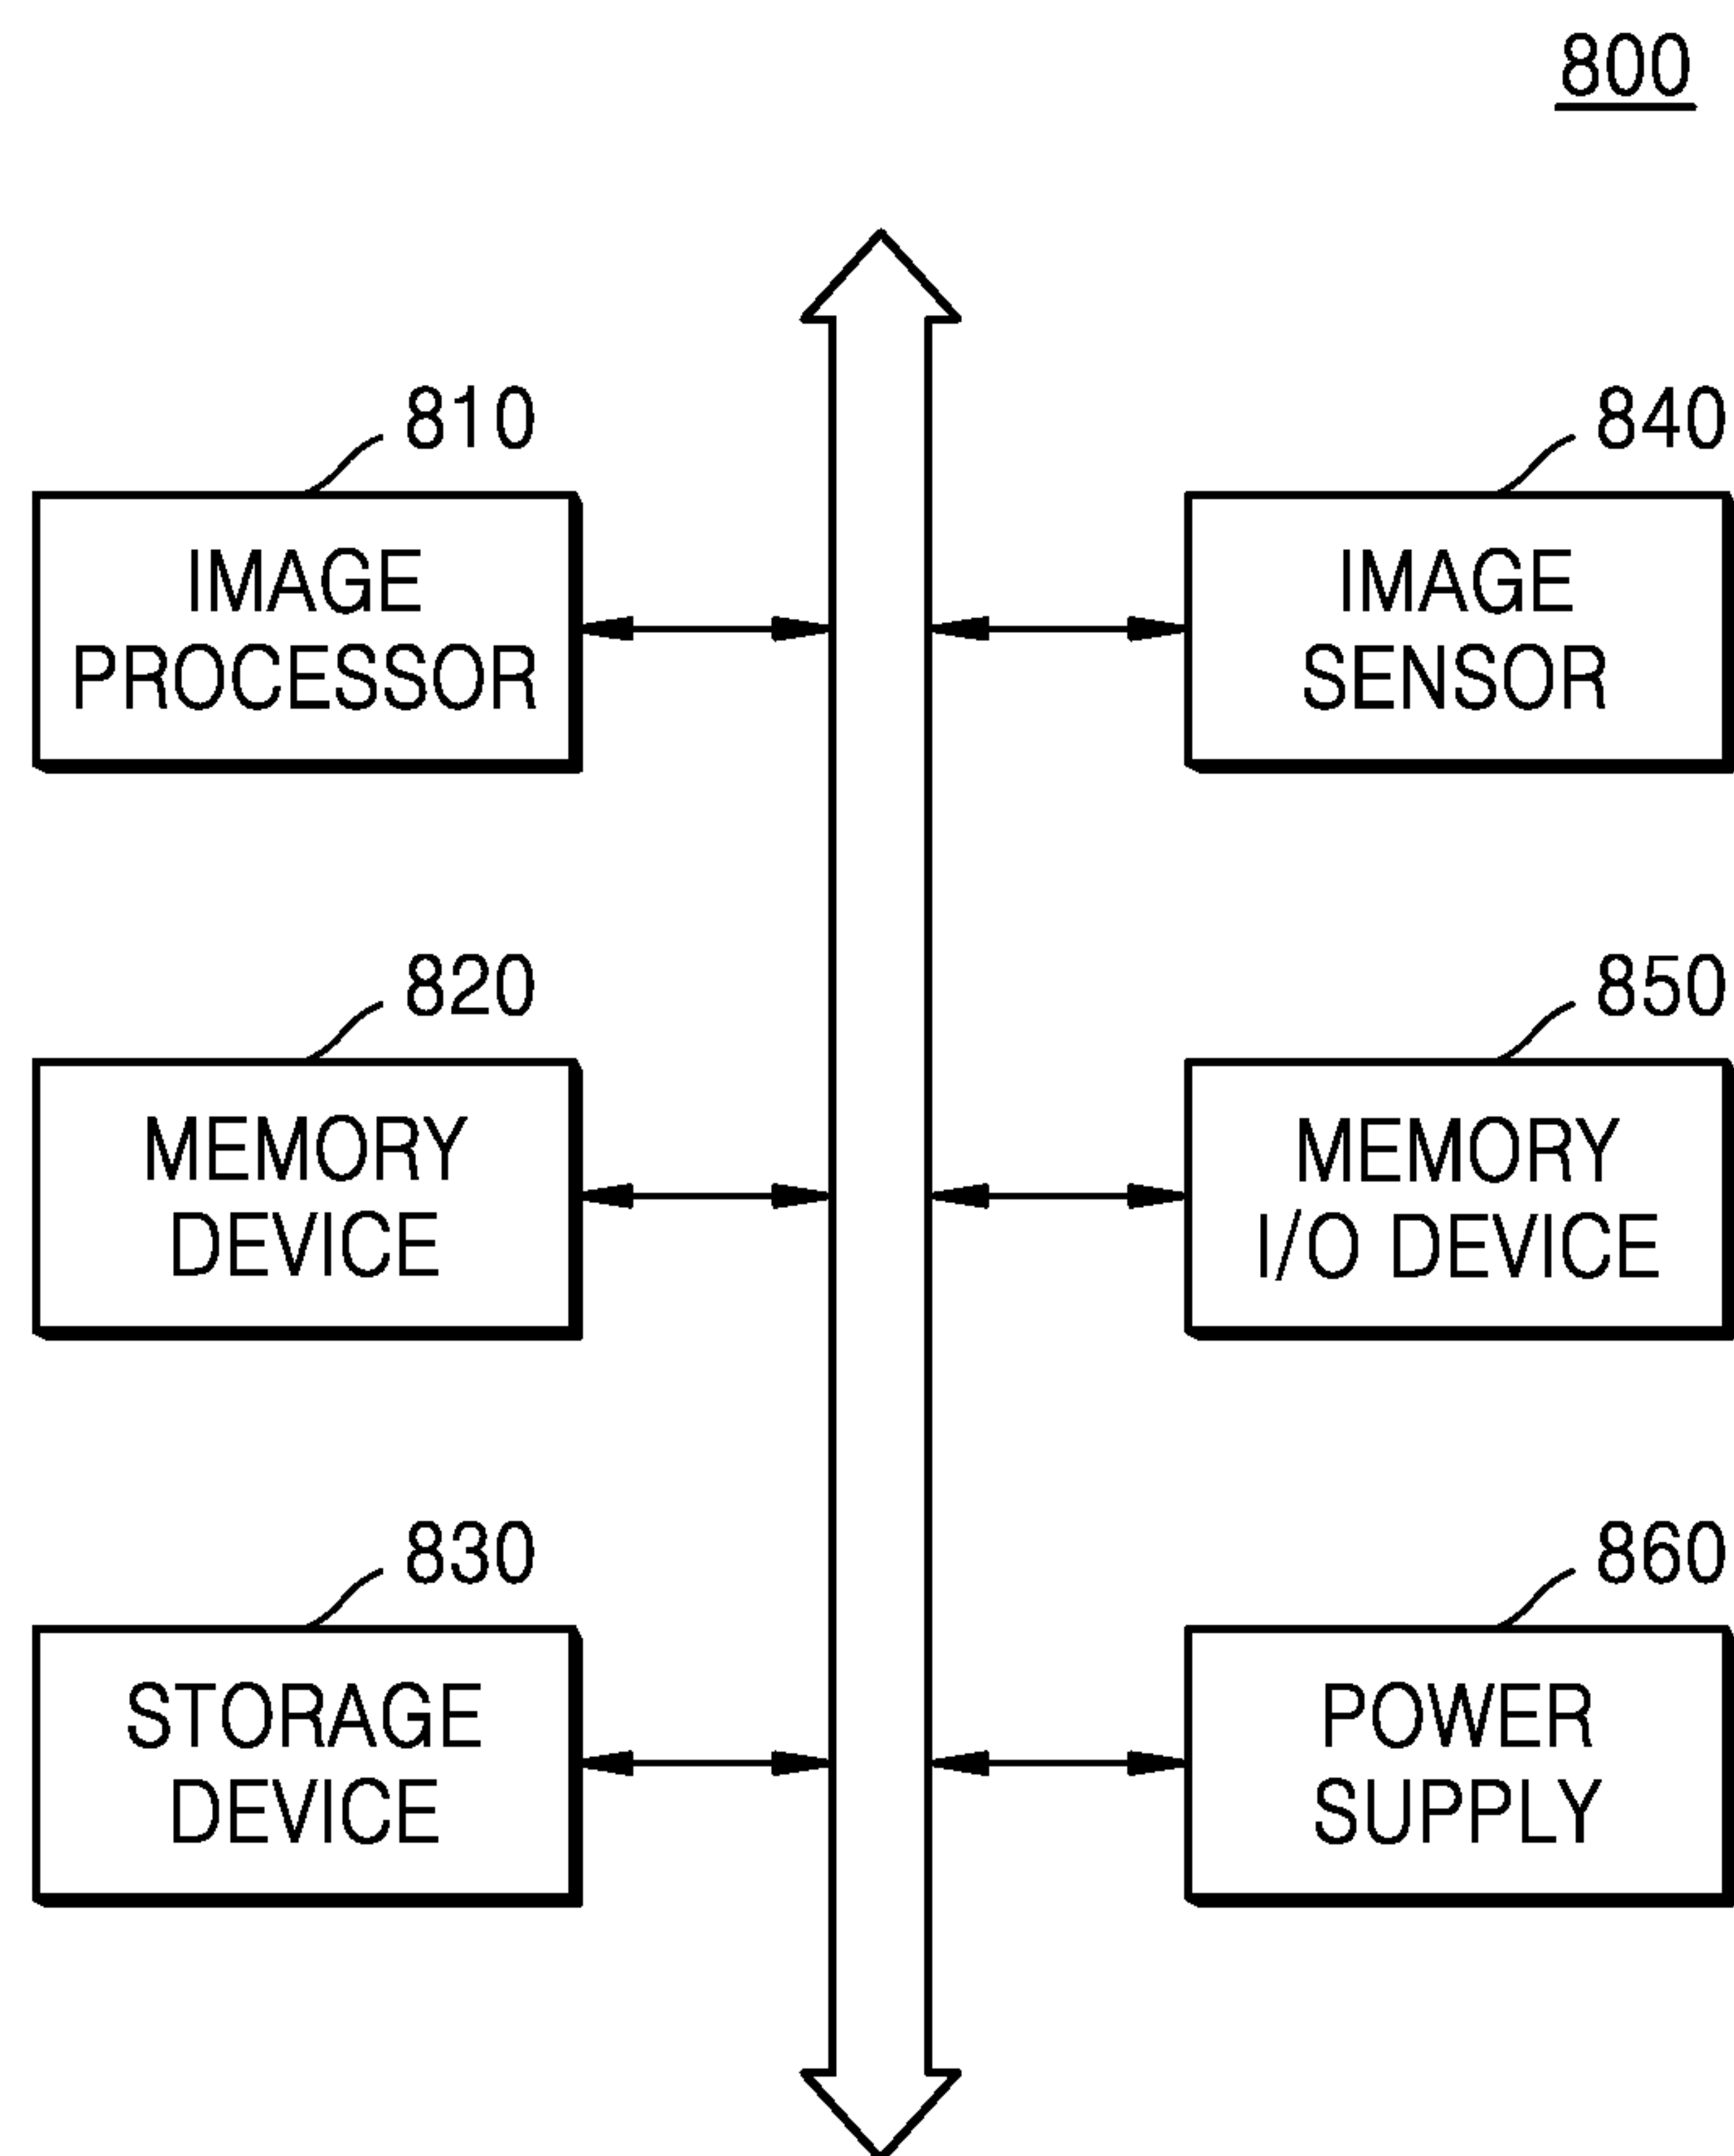 800
810
IMAGE
PROCESSOR
840
IMAGE
SENSOR
820
MEMORY
DEVICE
850
MEMORY
I/O DEVICE
830
STORAGE
DEVICE
860
POWER
SUPPLY